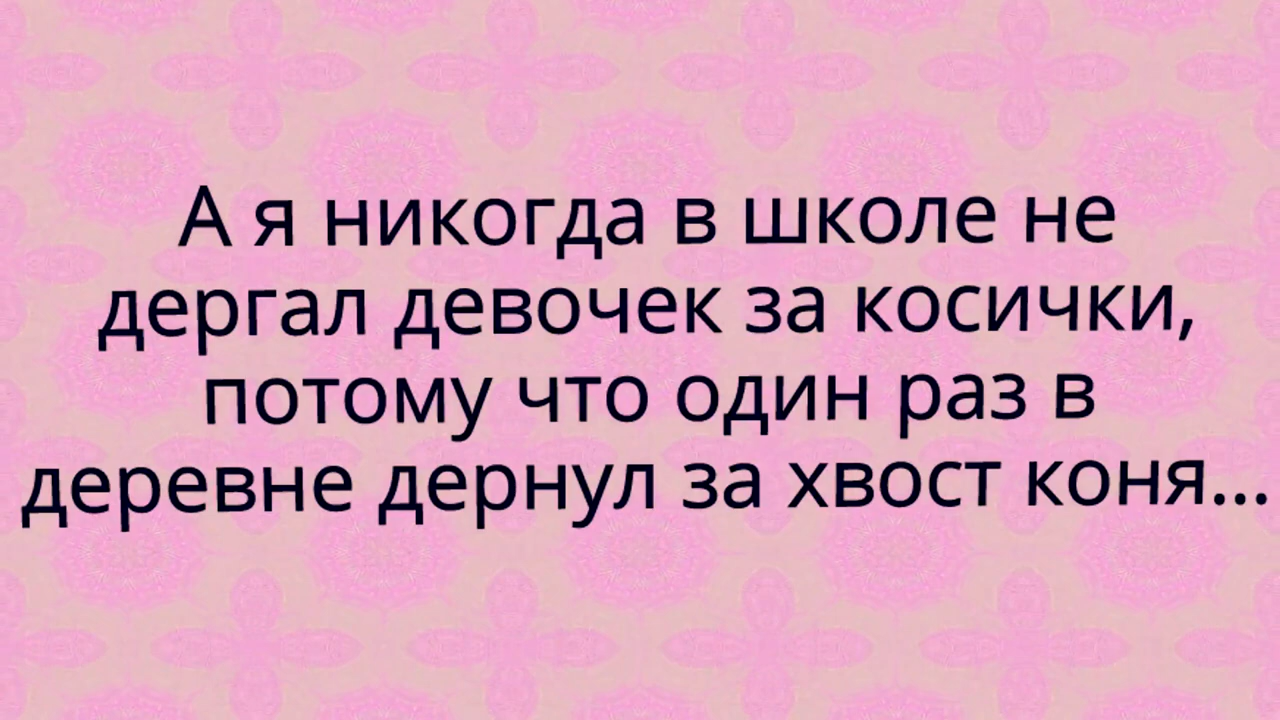 А я никогда в школе не
дергал девочек за косички,
потому что один раз в
деревне дернул за хвост коня...